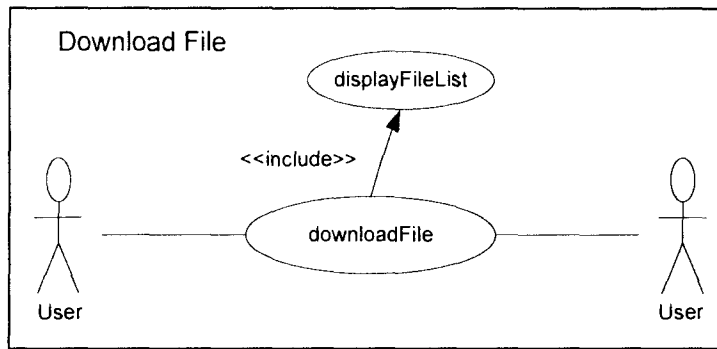 Download File
displayFileList
<<include>>
downloadFile
User
User